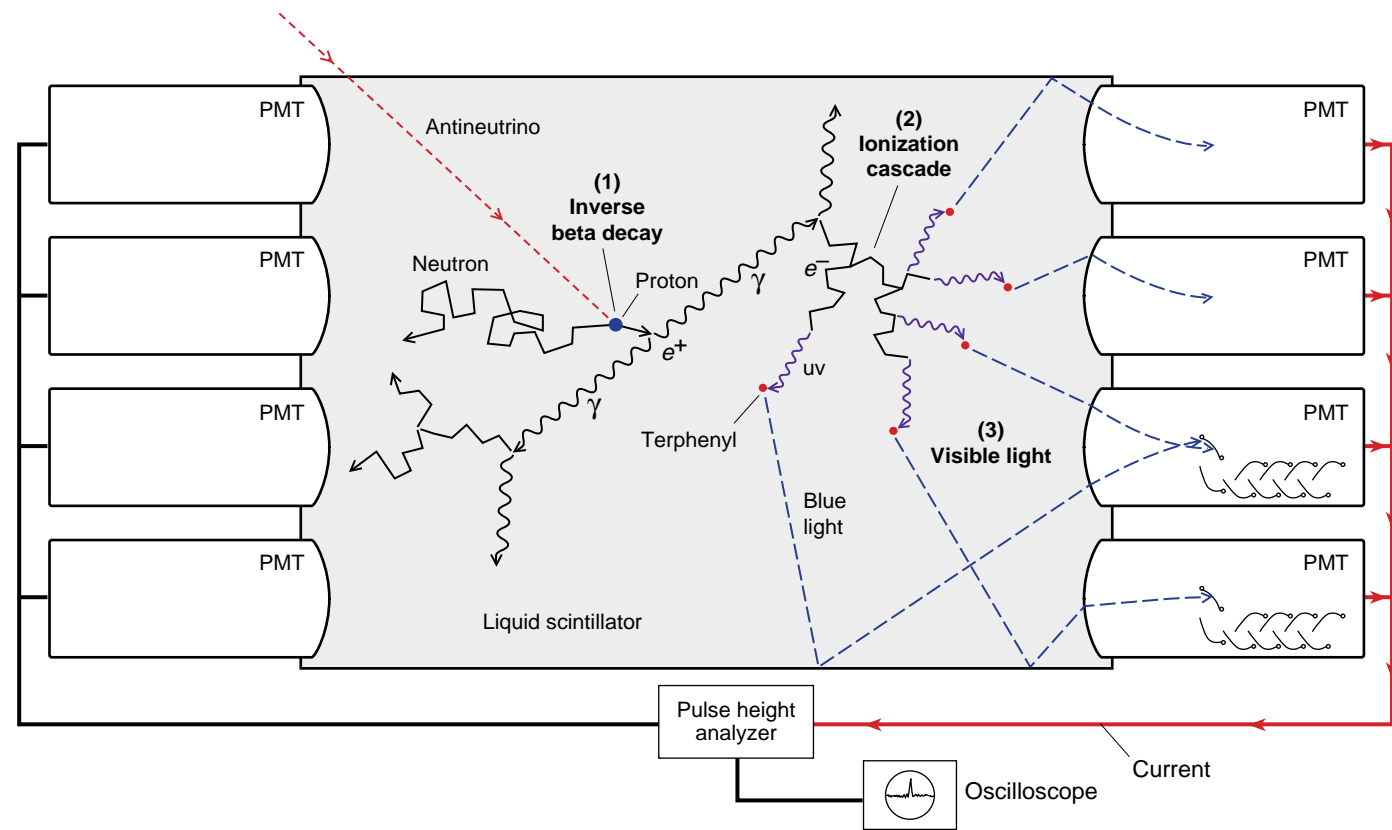 PMT
PMT
Antineutrino
(2)
Ionization
cascade
(1)
Inverse
beta decay
PMT
PMT
Neutron
Proton
γ
e–
e+
uv
γ
PMT
PMT
Terphenyl
(3)
Visible light
Blue
light
PMT
PMT
Liquid scintillator
Pulse height
analyzer
Current
Oscilloscope